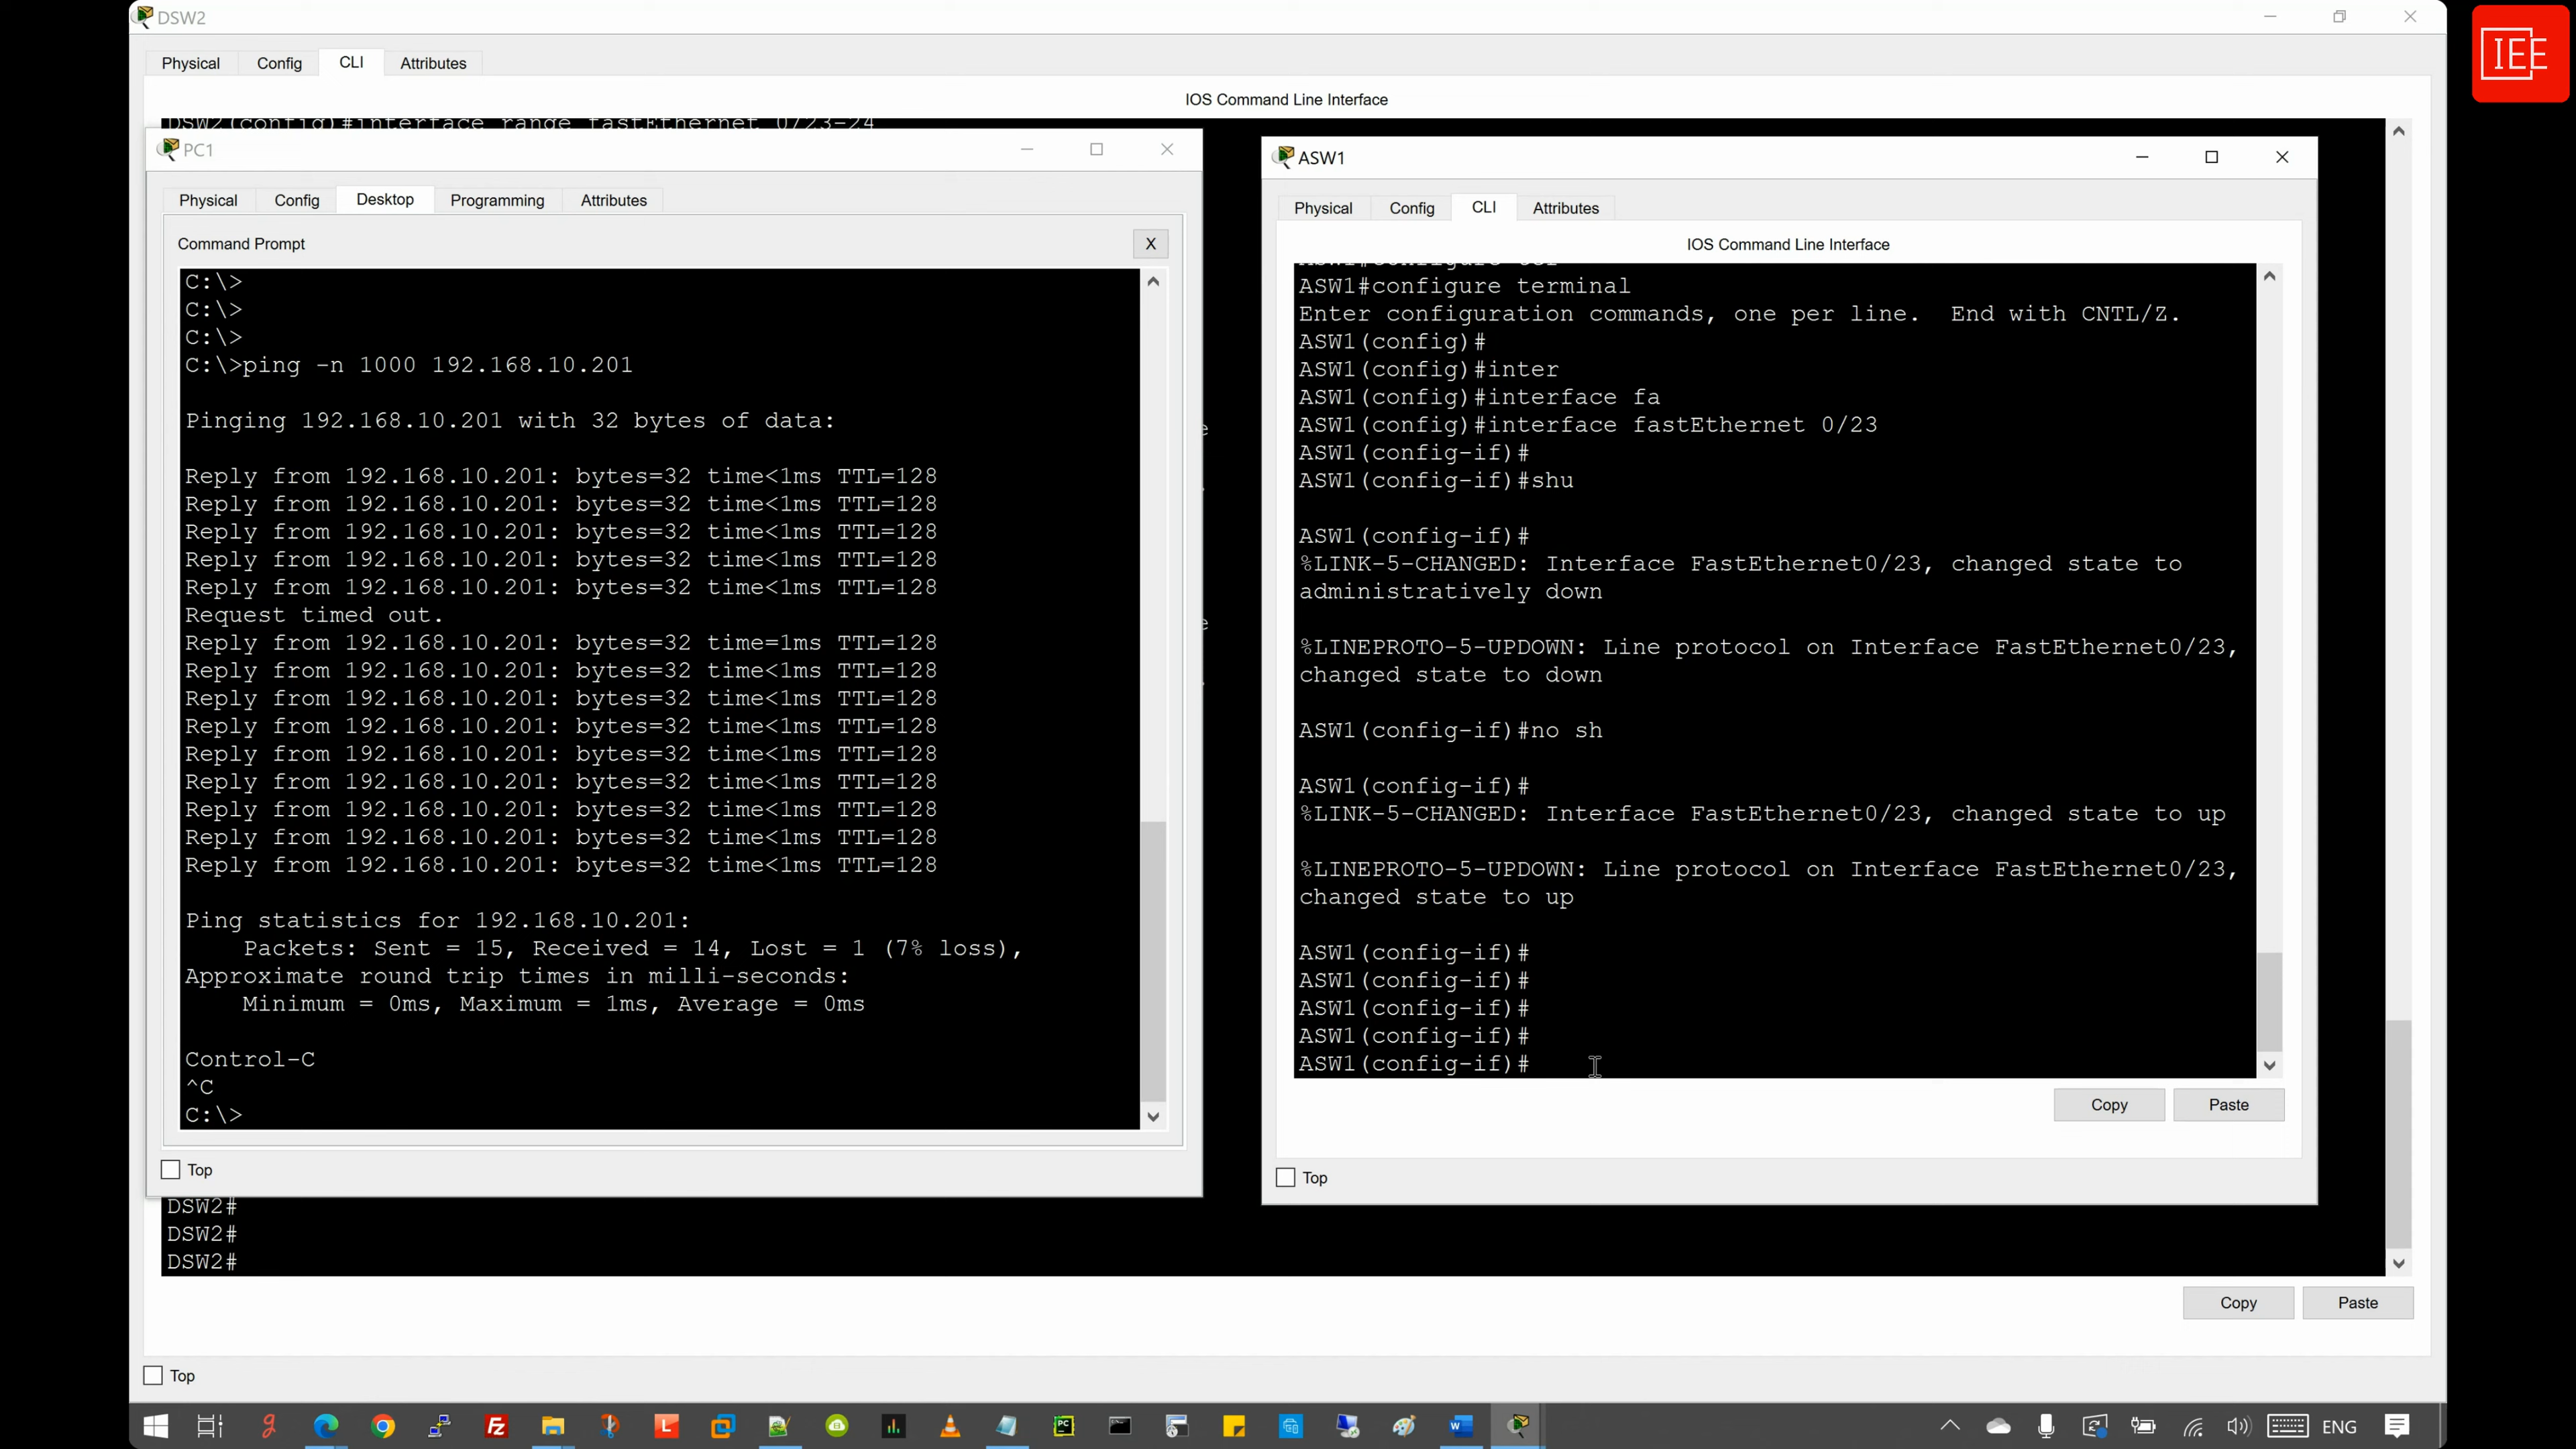 DSW2
IEE
Physical Config CLI Attributes
IOS Command Line Interface
DSW2(config)#interface range fastEthernet 0/23-24
PC1
Physical Config Desktop Programming Attributes
Command Prompt
X
C:\>
C:\>
C:\>
C:\>ping -n 1000 192.168.10.201
Pinging 192.168.10.201 with 32 bytes of data:
Reply from 192.168.10.201: bytes=32 time<1ms TTL=128
Reply from 192.168.10.201: bytes=32 time<1ms TTL=128
Reply from 192.168.10.201: bytes=32 time<1ms TTL=128
Reply from 192.168.10.201: bytes=32 time<1ms TTL=128
Reply from 192.168.10.201: bytes=32 time<1ms TTL=128
Request timed out.
Reply from 192.168.10.201: bytes=32 time=1ms TTL=128
Reply from 192.168.10.201: bytes=32 time<1ms TTL=128
Reply from 192.168.10.201: bytes=32 time<1ms TTL=128
Reply from 192.168.10.201: bytes=32 time<1ms TTL=128
Reply from 192.168.10.201: bytes=32 time<1ms TTL=128
Reply from 192.168.10.201: bytes=32 time<1ms TTL=128
Reply from 192.168.10.201: bytes=32 time<1ms TTL=128
Reply from 192.168.10.201: bytes=32 time<1ms TTL=128
Reply from 192.168.10.201: bytes=32 time<1ms TTL=128
Ping statistics for 192.168.10.201:
Packets: Sent = 15, Received = 14, Lost = 1 (7% loss),
Approximate round trip times in milli-seconds:
Minimum = 0ms, Maximum = 1ms, Average = 0ms
Control-C
^C
C:\>
Top
ASW1
Physical Config CLI Attributes
IOS Command Line Interface
ASW1#configure terminal
Enter configuration commands, one per line. End with CNTL/Z.
ASW1(config)#
ASW1(config)#inter
ASW1(config)#interface fa
ASW1(config)#interface fastEthernet 0/23
ASW1(config-if)#
ASW1(config-if)#shu
ASW1(config-if)#
%LINK-5-CHANGED: Interface FastEthernet0/23, changed state to
administratively down
%LINEPROTO-5-UPDOWN: Line protocol on Interface FastEthernet0/23,
changed state to down
ASW1(config-if)#no sh
ASW1(config-if)#
%LINK-5-CHANGED: Interface FastEthernet0/23, changed state to up
%LINEPROTO-5-UPDOWN: Line protocol on Interface FastEthernet0/23,
changed state to up
ASW1(config-if)#
ASW1(config-if)#
ASW1(config-if)#
ASW1(config-if)#
ASW1(config-if)#
Copy Paste
Top
DSW2#
DSW2#
DSW2#
Copy Paste
Top
ENG